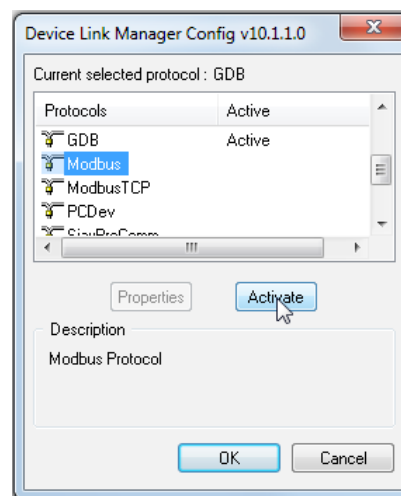 Device Link Manager Config v10.1.1.0
Current selected protocol : GDB
Protocols Active
GDB Active
Modbus
ModbusTCP
PCDev
Properties Activate
Description
Modbus Protocol
OK Cancel